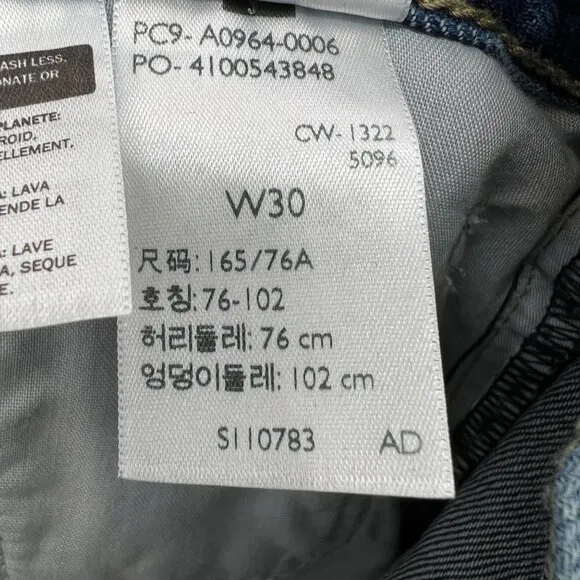 ASH LESS,
ONATE OR
PLANETE:
ROID.
ELLEMENT.
: LAVA
ENDE LA
: LAVE
A, SEQUE
E.
PC9- A0964-0006
PO- 4100543848
CW- 1322
5096
W30
尺码: 165/76A
호칭: 76-102
허리둘레: 76 cm
엉덩이둘레: 102 cm
S110783 AD